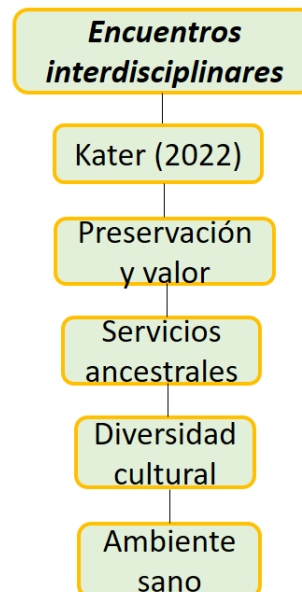 Encuentros
interdisciplinares
Kater (2022)
Preservación
y valor
Servicios
ancestrales
Diversidad
cultural
Ambiente
sano